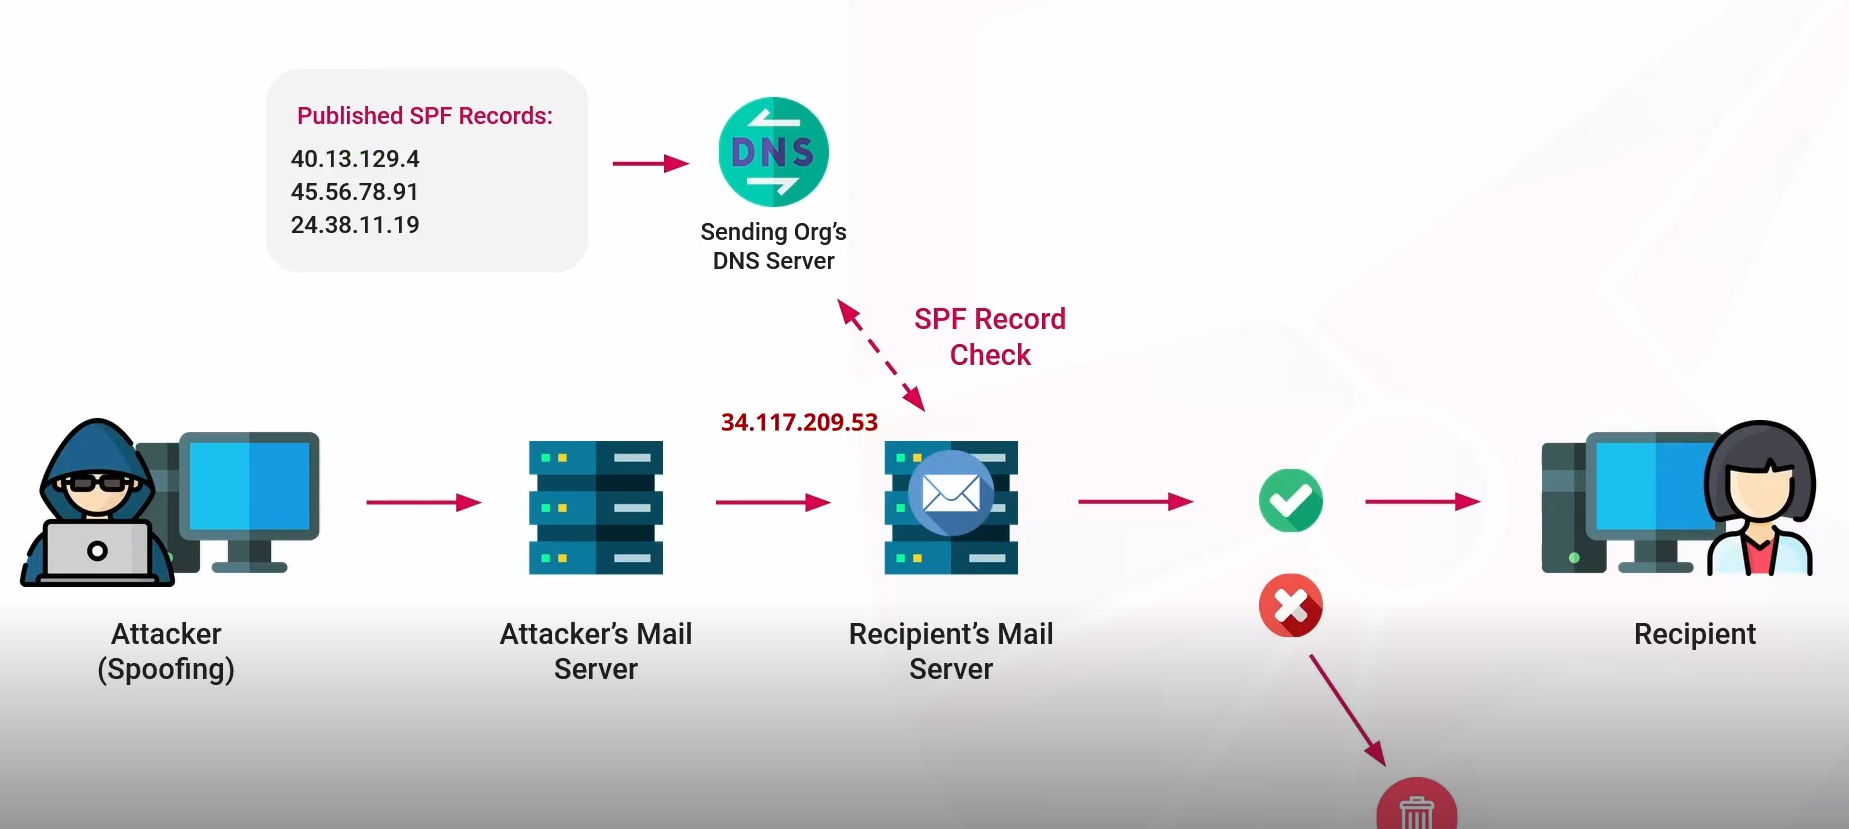 Published SPF Records:
40.13.129.4
45.56.78.91
24.38.11.19
DNS
Sending Org's
DNS Server
SPF Record
Check
34.117.209.53
Attacker
(Spoofing)
Attacker's Mail
Server
Recipient's Mail
Server
Recipient